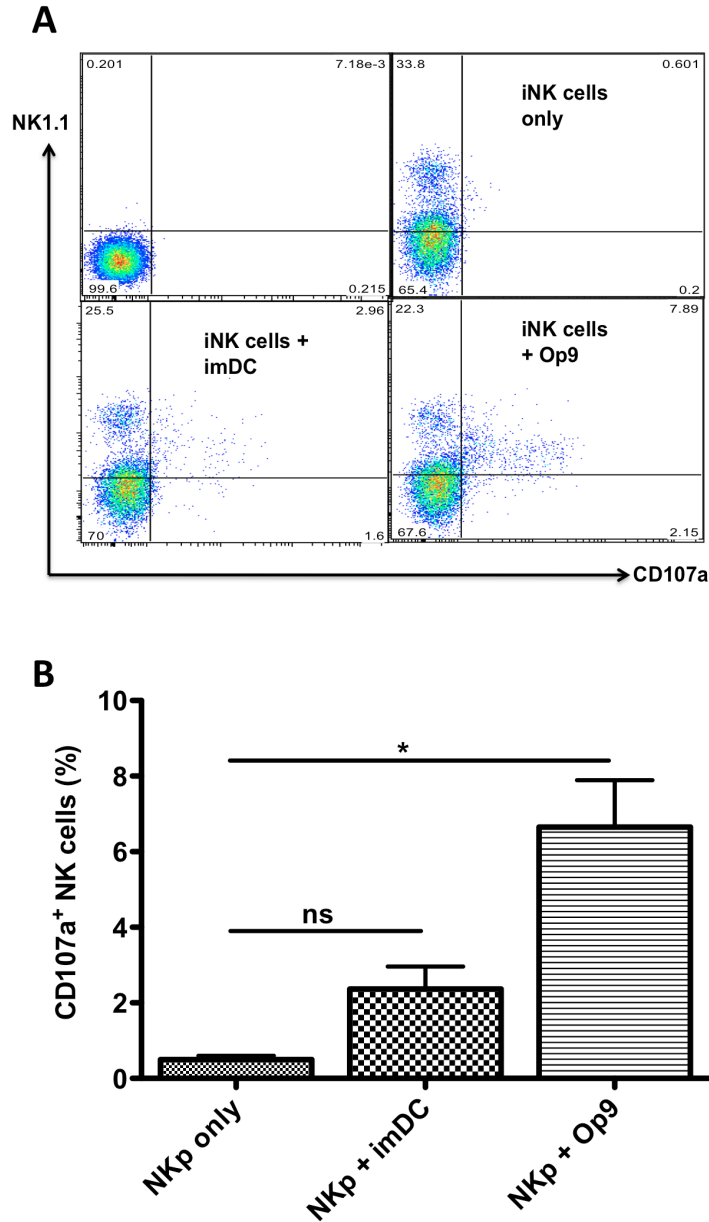 A
NK1.1
0.201 7.18e-3
99.6 0.215
33.8 0.601
iNK cells
only
65.4 0.2
25.5 2.96
iNK cells +
imDC
70 1.6
22.3 7.89
iNK cells
+ Op9
67.6 2.15
CD107a
B
CD107a+ NK cells (%)
10
8
6
4
2
0
*
ns
NKp only
NKp + imDC
NKp + Op9